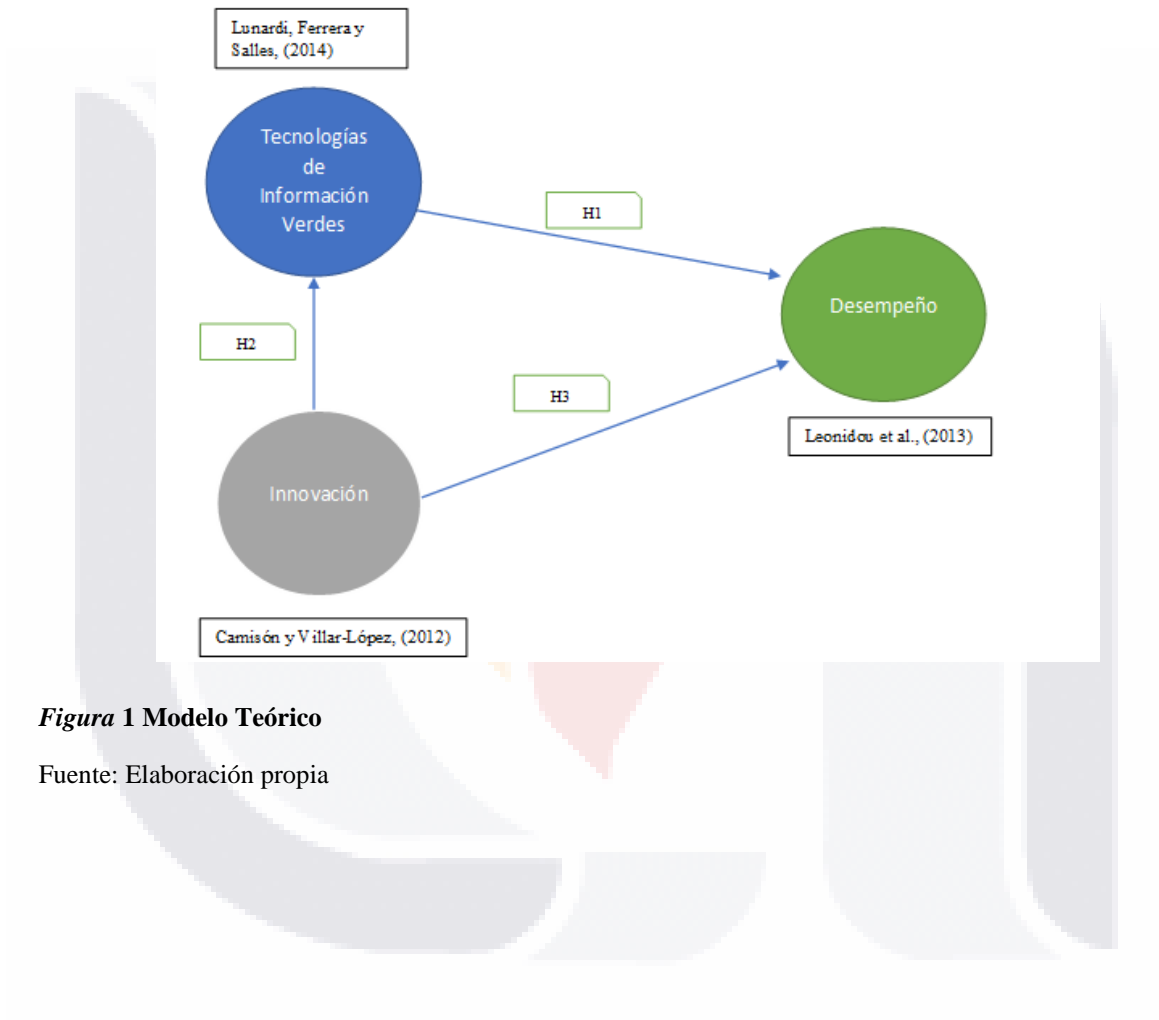 Lunardi, Ferrera y
Salles, (2014)
Tecnologías
de
Información
Verdes
H1
Desempeño
H2
H3
Leonidou et al., (2013)
Innovación
Camisón y Villar-López, (2012)
Figura 1 Modelo Teórico
Fuente: Elaboración propia